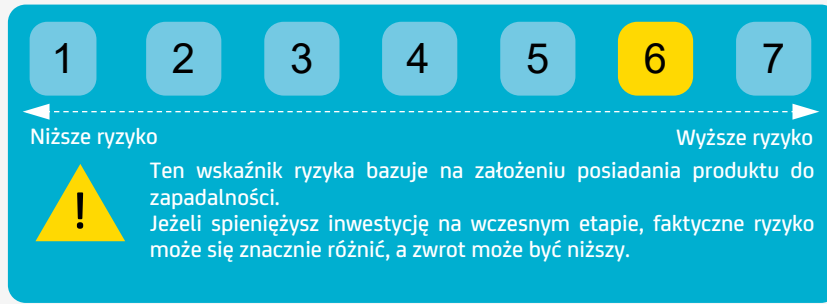 1 2 3 4 5 6 7
Niższe ryzyko Wyższe ryzyko
!
Ten wskaźnik ryzyka bazuje na założeniu posiadania produktu do
zapadalności.
Jeżeli spieniężysz inwestycję na wczesnym etapie, faktyczne ryzyko
może się znacznie różnić, a zwrot może być niższy.